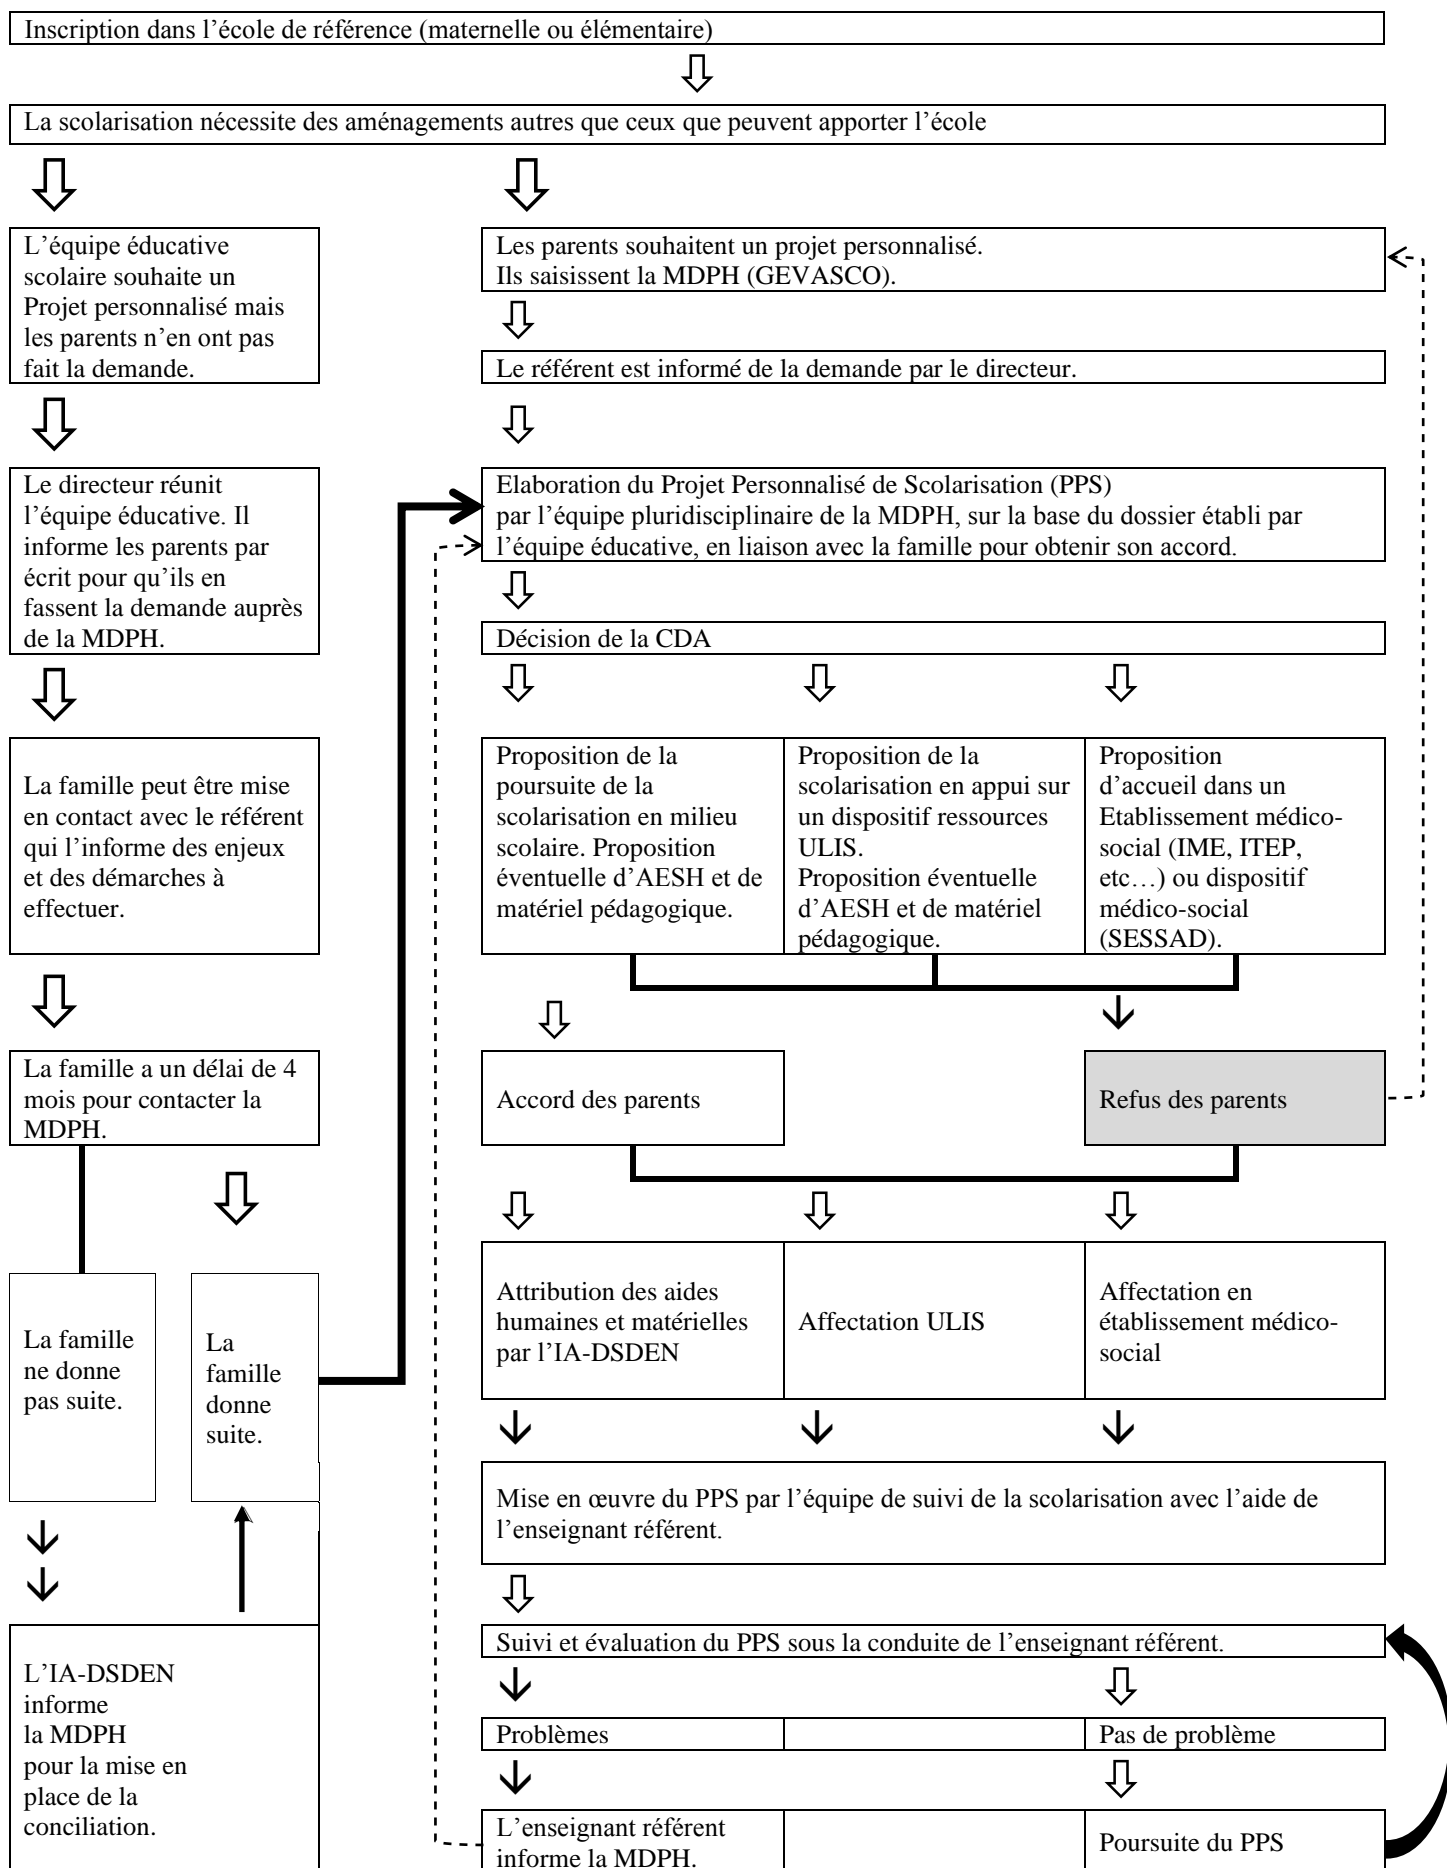 Inscription dans l’école de référence (maternelle ou élémentaire)
La scolarisation nécessite des aménagements autres que ceux que peuvent apporter l’école
L’équipe éducative
scolaire souhaite un
Projet personnalisé mais
les parents n’en ont pas
fait la demande.
Les parents souhaitent un projet personnalisé.
Ils saisissent la MDPH (GEVASCO).
Le référent est informé de la demande par le directeur.
Le directeur réunit
l’équipe éducative. Il
informe les parents par
écrit pour qu’ils en
fassent la demande auprès
de la MDPH.
Elaboration du Projet Personnalisé de Scolarisation (PPS)
par l’équipe pluridisciplinaire de la MDPH, sur la base du dossier établi par
l’équipe éducative, en liaison avec la famille pour obtenir son accord.
Décision de la CDA
La famille peut être mise
en contact avec le référent
qui l’informe des enjeux
et des démarches à
effectuer.
Proposition de la
poursuite de la
scolarisation en milieu
scolaire. Proposition
éventuelle d’AESH et de
matériel pédagogique.
Proposition de la
scolarisation en appui sur
un dispositif ressources
ULIS.
Proposition éventuelle
d’AESH et de matériel
pédagogique.
Proposition
d’accueil dans un
Etablissement médico-
social (IME, ITEP,
etc…) ou dispositif
médico-social
(SESSAD).
La famille a un délai de 4
mois pour contacter la
MDPH.
Accord des parents
Refus des parents
La famille
ne donne
pas suite.
La
famille
donne
suite.
Attribution des aides
humaines et matérielles
par l’IA-DSDEN
Affectation ULIS
Affectation en
établissement médico-
social
Mise en œuvre du PPS par l’équipe de suivi de la scolarisation avec l’aide de
l’enseignant référent.
Suivi et évaluation du PPS sous la conduite de l’enseignant référent.
L’IA-DSDEN
informe
la MDPH
pour la mise en
place de la
conciliation.
Problèmes
Pas de problème
L’enseignant référent
informe la MDPH.
Poursuite du PPS